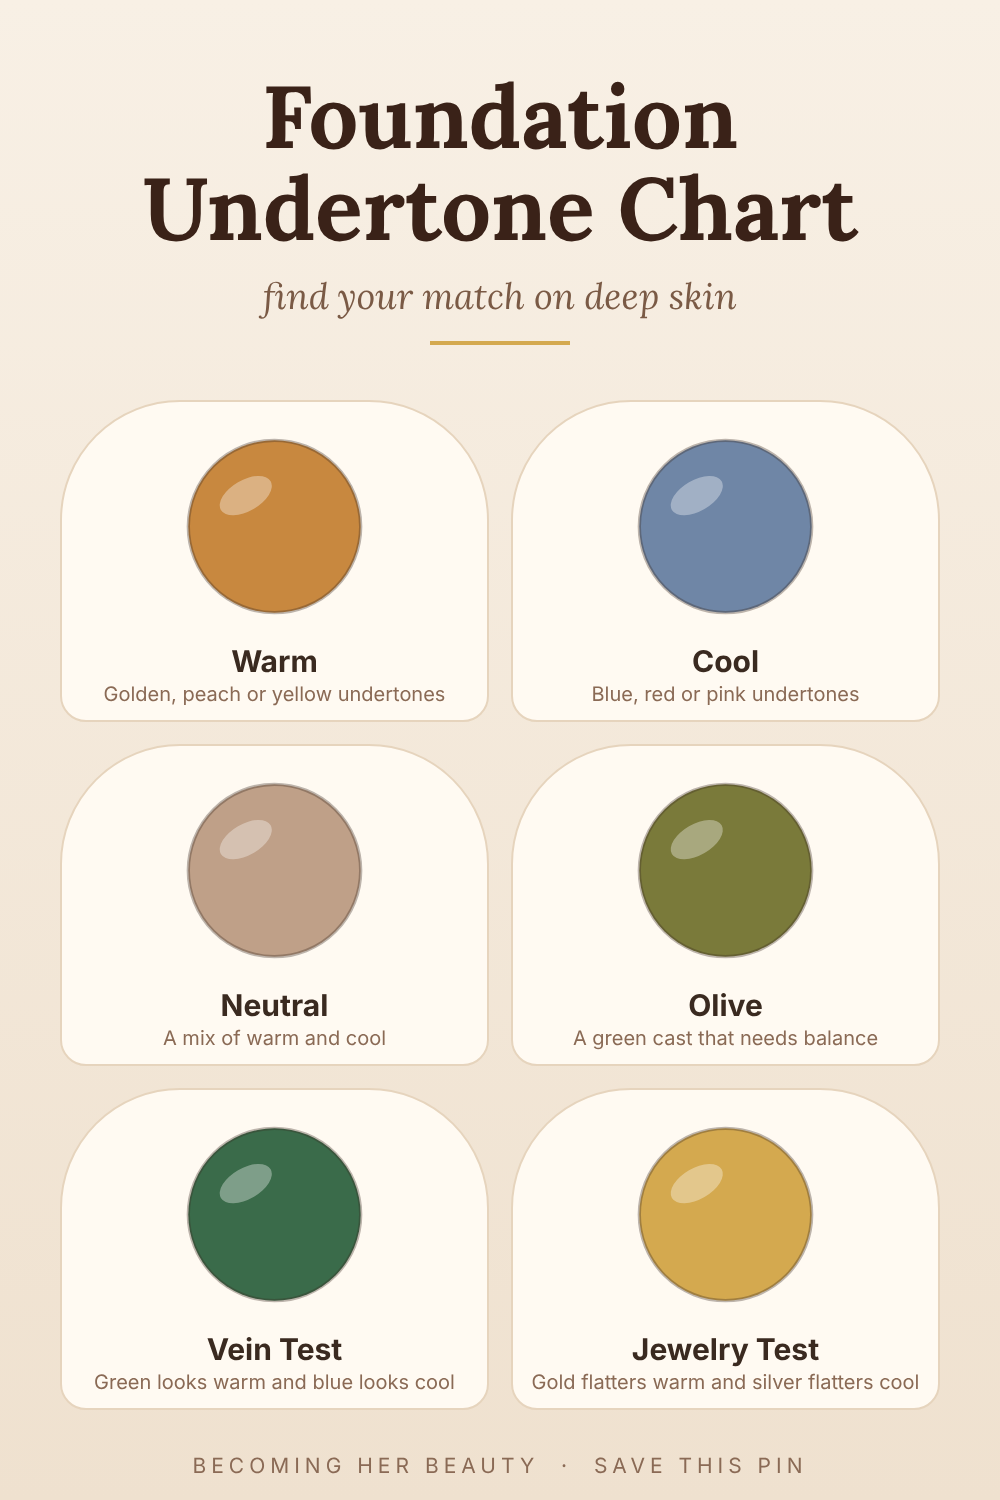 Foundation
Undertone Chart
find your match on deep skin
Warm
Golden, peach or yellow undertones
Cool
Blue, red or pink undertones
Neutral
A mix of warm and cool
Olive
A green cast that needs balance
Vein Test
Green looks warm and blue looks cool
Jewelry Test
Gold flatters warm and silver flatters cool
BECOMING HER BEAUTY · SAVE THIS PIN